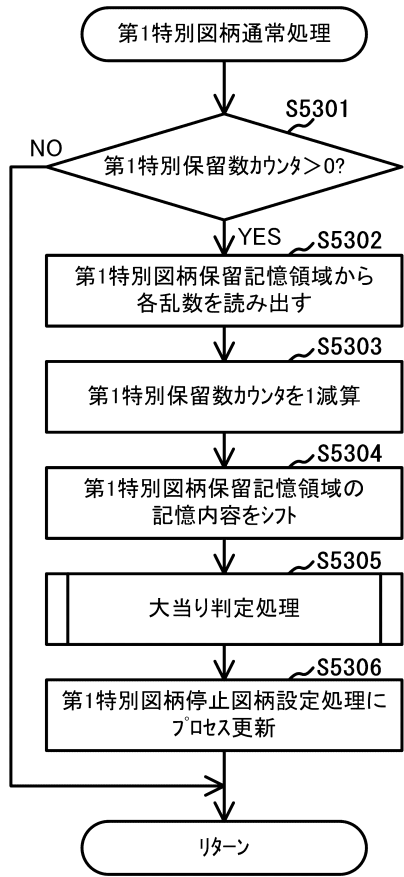 第1特別図柄通常処理
S5301
NO
第1特別保留数ｶｳﾝﾀ＞0?
YES
S5302
第1特別図柄保留記憶領域から
各乱数を読み出す
S5303
第1特別保留数ｶｳﾝﾀを1減算
S5304
第1特別図柄保留記憶領域の
記憶内容をｼﾌﾄ
S5305
大当り判定処理
S5306
第1特別図柄停止図柄設定処理に
ﾌﾟﾛｾｽ更新
ﾘﾀｰﾝ